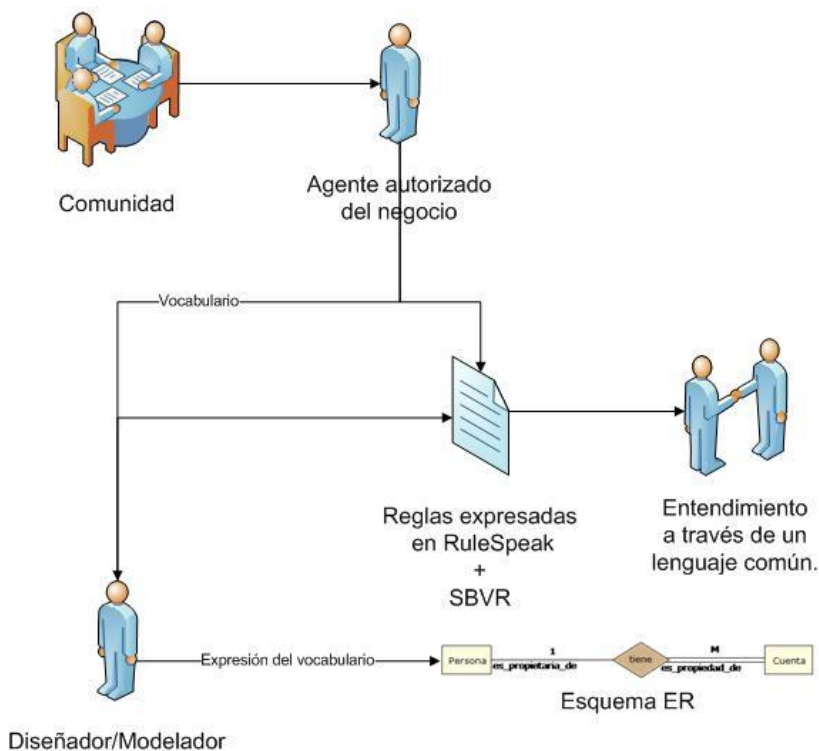 Comunidad
Agente autorizado
del negocio
Vocabulario
Reglas expresadas
en RuleSpeak
+
SBVR
Entendimiento
a través de un
lenguaje común.
Expresión del vocabulario
Persona
1
es_propietaria_de
tiene
M
es_propiedad_de
Cuenta
Esquema ER
Diseñador/Modelador